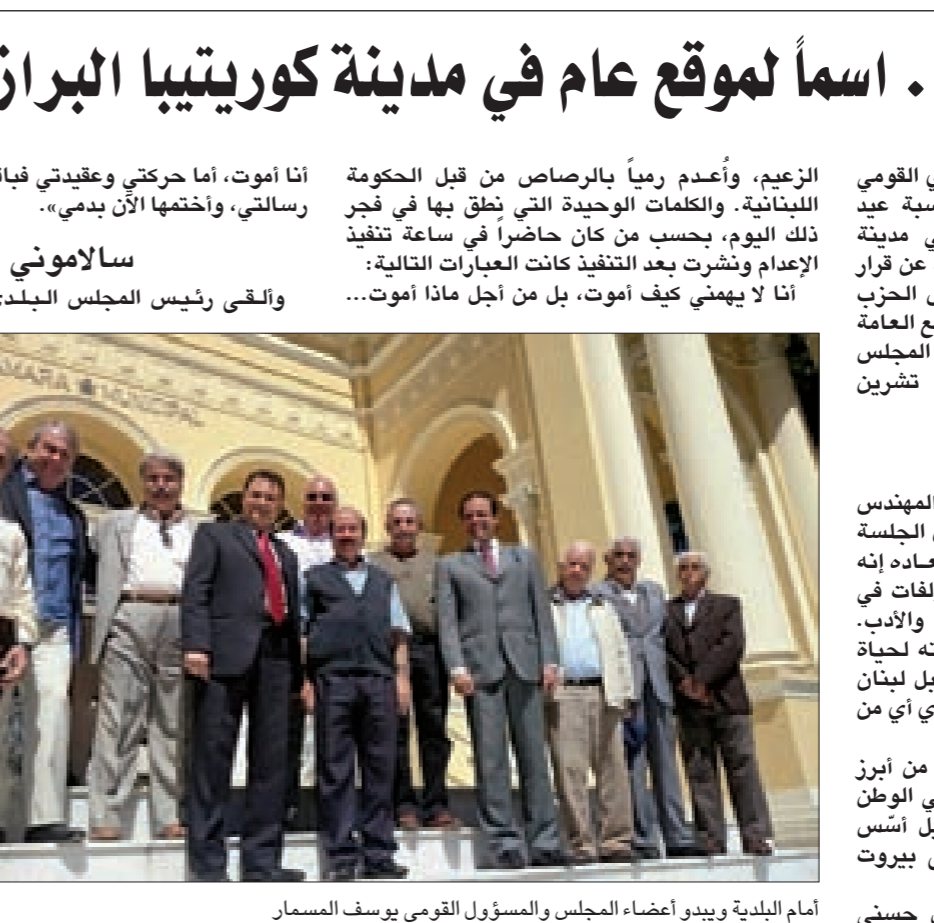 . اسماً لموقع عام في مدينة كوريتيبا
ي القومي
سبة عيد
ي مدينة
عن قرار
الحزب
ع العامة
المجلس
تشرين
المهندس
الجلسة
عاده إنه
لفات في
والأدب.
ته لحياة
بل لبنان
ي أي من
من أبرز
ي الوطن
بل أسّس
بيروت
حسني
الزعيم، وأُعدم رمياً بالرصاص من قبل الحكومة
اللبنانية. والكلمات الوحيدة التي نطق بها في فجر
ذلك اليوم، بحسب من كان حاضراً في ساعة تنفيذ
الإعدام ونشرت بعد التنفيذ كانت العبارات التالية:
أنا لا يهمني كيف أموت، بل من أجل ماذا أموت...
أنا أموت، أما حركتي وعقيدتي
رسالتي، وأختمها الآن بدمي».
سالاموني
وألقى رئيس المجلس البلدي
MARA MUNICIPAL
أمام البلدية ويبدو أعضاء المجلس والمسؤول القومي يوسف المسمار